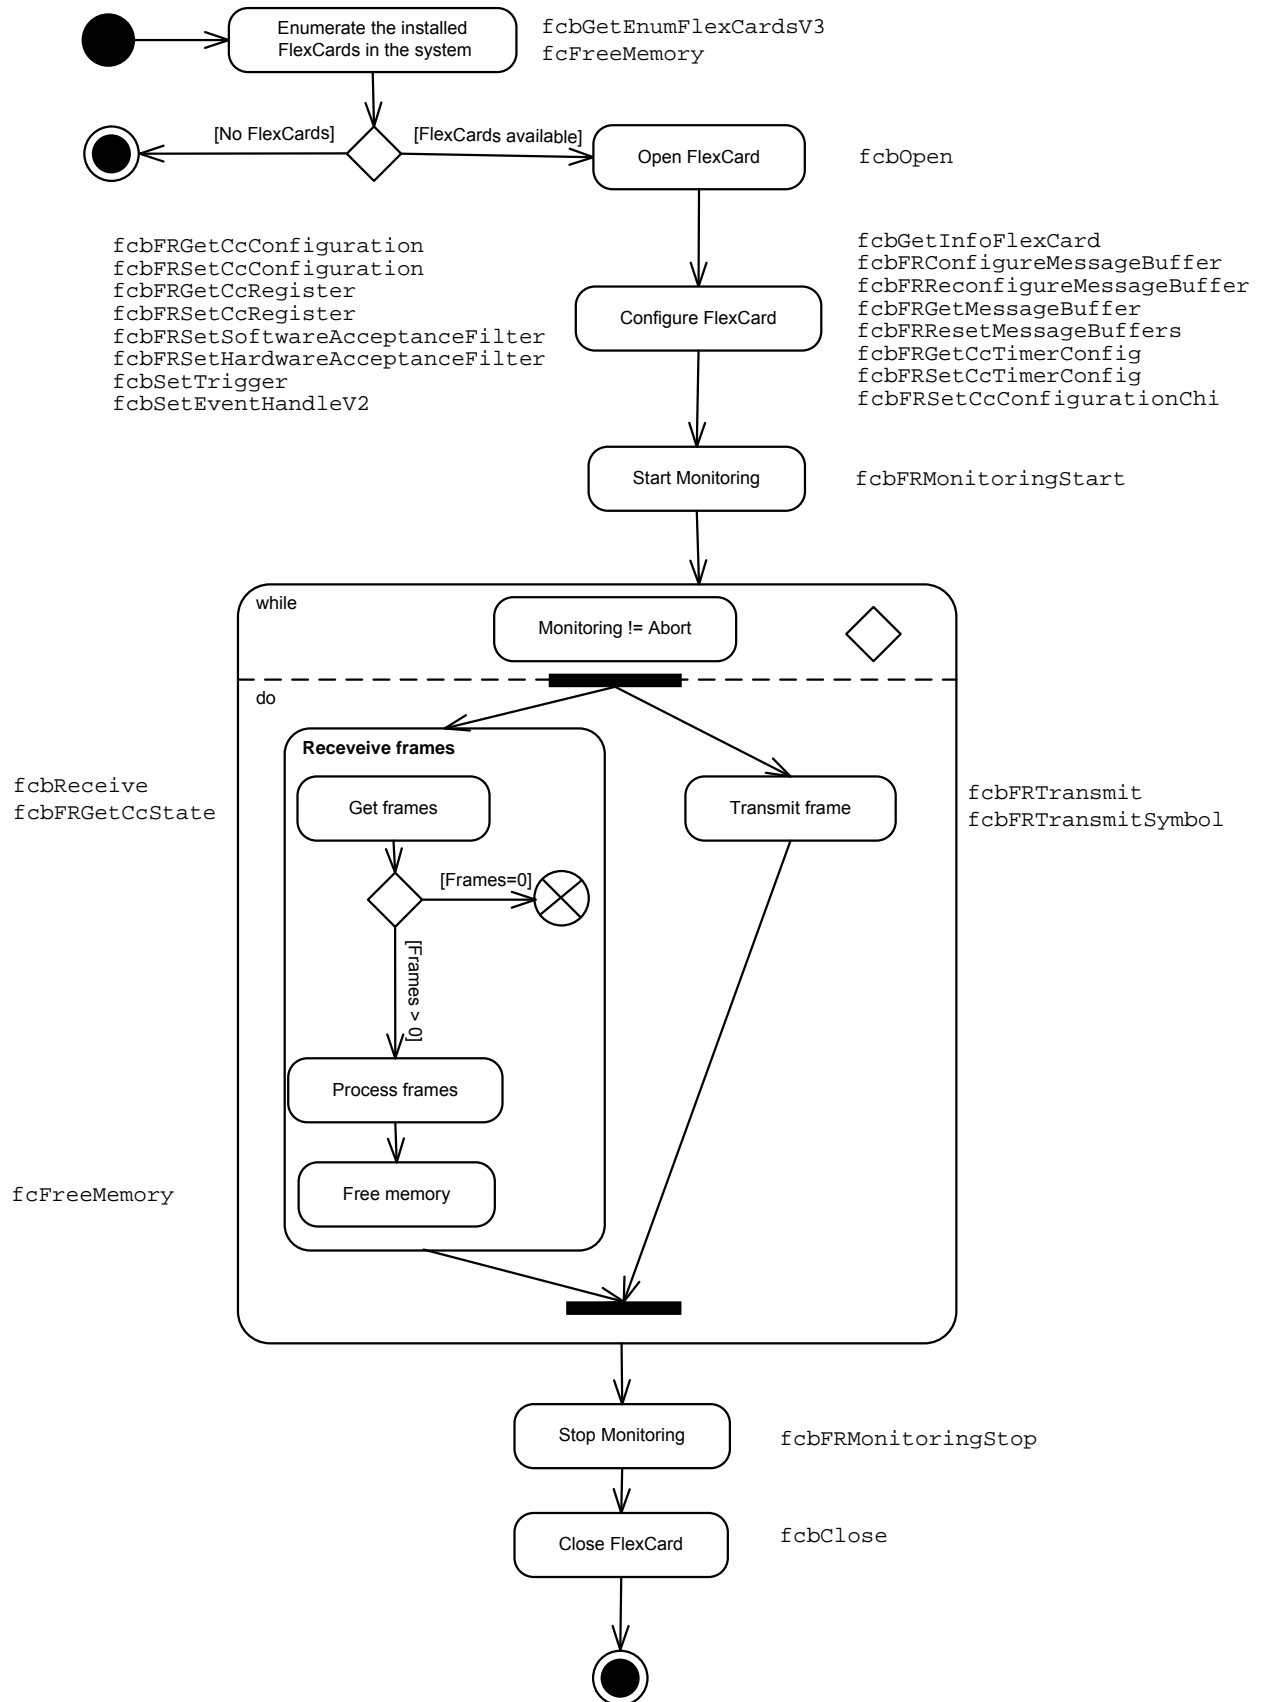 Enumerate the installed
FlexCards in the system
fcbGetEnumFlexCardsV3
fcFreeMemory
[No FlexCards]
[FlexCards available]
Open FlexCard
fcbOpen
fcbFRGetCcConfiguration
fcbFRSetCcConfiguration
fcbFRGetCcRegister
fcbFRSetCcRegister
fcbFRSetSoftwareAcceptanceFilter
fcbFRSetHardwareAcceptanceFilter
fcbSetTrigger
fcbSetEventHandleV2
Configure FlexCard
fcbGetInfoFlexCard
fcbFRConfigureMessageBuffer
fcbFRReconfigureMessageBuffer
fcbFRGetMessageBuffer
fcbFRResetMessageBuffers
fcbFRGetCcTimerConfig
fcbFRSetCcTimerConfig
fcbFRSetCcConfigurationChi
Start Monitoring
fcbFRMonitoringStart
while
Monitoring != Abort
do
Receveive frames
fcbReceive
fcbFRGetCcState
Get frames
Transmit frame
fcbFRTransmit
fcbFRTransmitSymbol
[Frames=0]
[Frames > 0]
Process frames
fcFreeMemory
Free memory
Stop Monitoring
fcbFRMonitoringStop
Close FlexCard
fcbClose